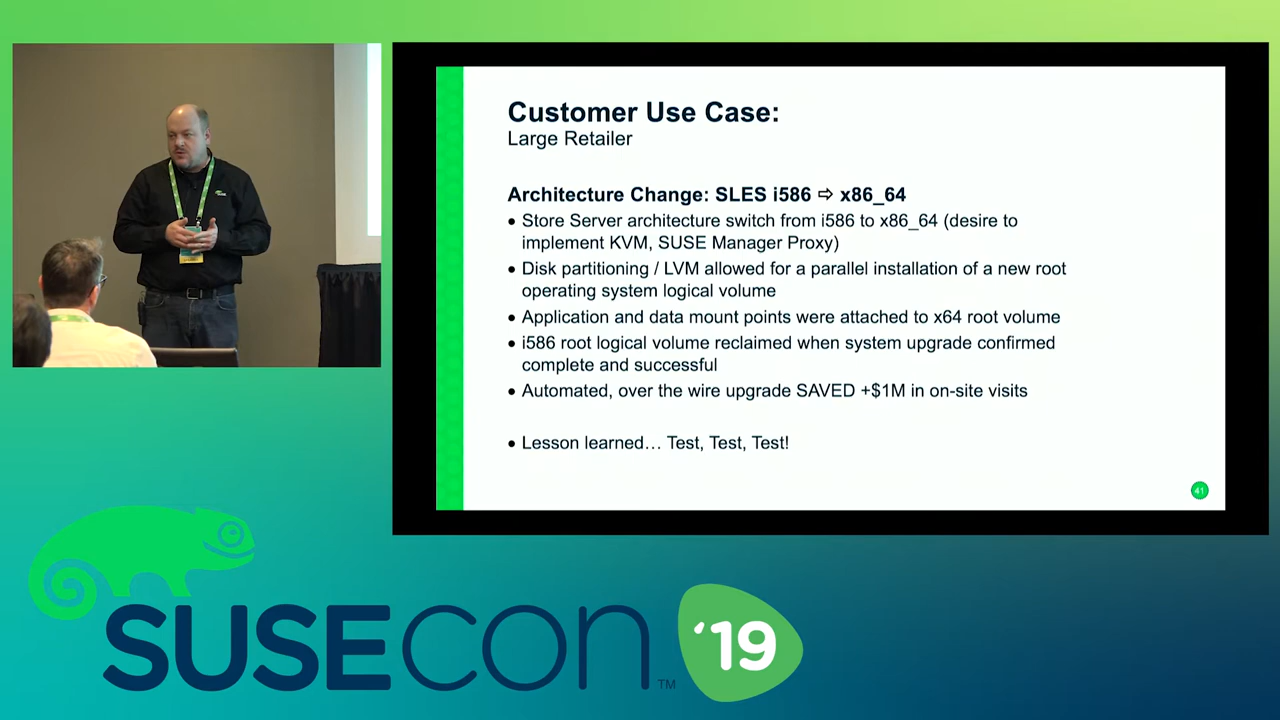 Customer Use Case:
Large Retailer
Architecture Change: SLES i586 ⇨ x86_64
• Store Server architecture switch from i586 to x86_64 (desire to
implement KVM, SUSE Manager Proxy)
• Disk partitioning / LVM allowed for a parallel installation of a new root
operating system logical volume
• Application and data mount points were attached to x64 root volume
• i586 root logical volume reclaimed when system upgrade confirmed
complete and successful
• Automated, over the wire upgrade SAVED +$1M in on-site visits
• Lesson learned… Test, Test, Test!
41
SUSECON ™ ‘19